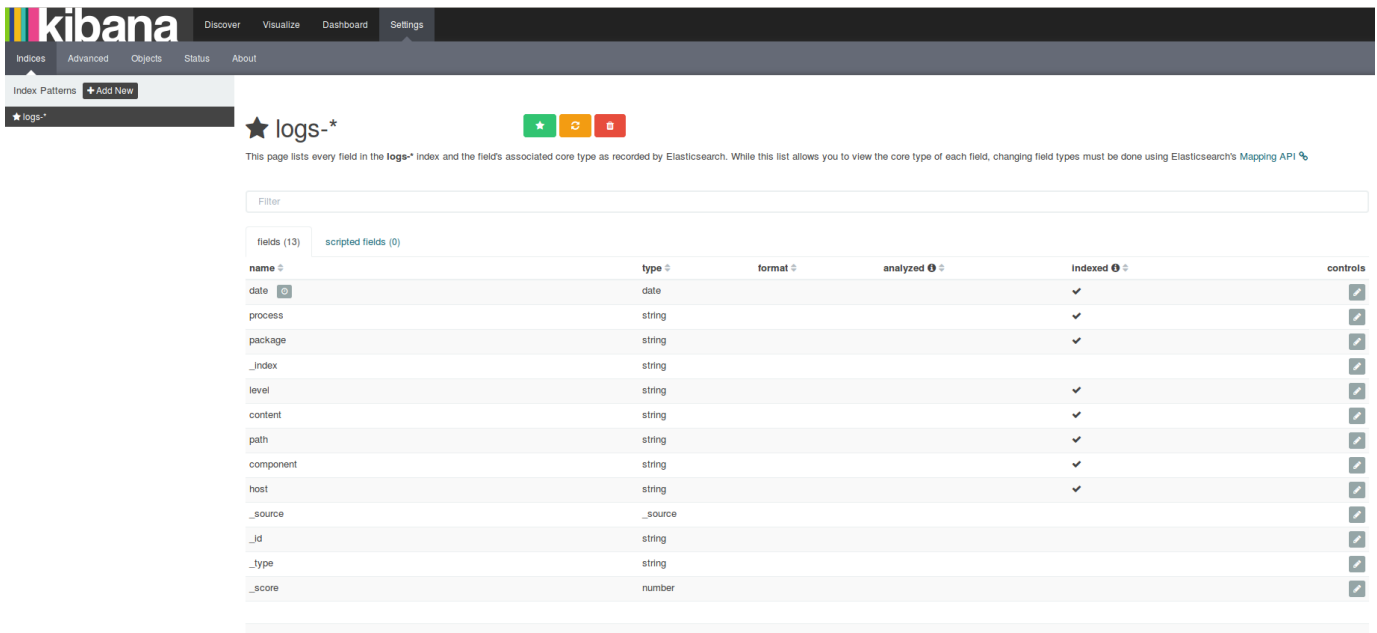 kibana Discover Visualize Dashboard Settings
Indices Advanced Objects Status About
Index Patterns Add New
logs-*
logs-*
This page lists every field in the logs-* index and the field's associated core type as recorded by Elasticsearch. While this list allows you to view the core type of each field, changing field types must be done using Elasticsearch's Mapping API
Filter
fields (13) scripted fields (0)
name type format analyzed indexed controls
date date
process string
package string
_index string
level string
content string
path string
component string
host string
_source _source
_id string
_type string
_score number